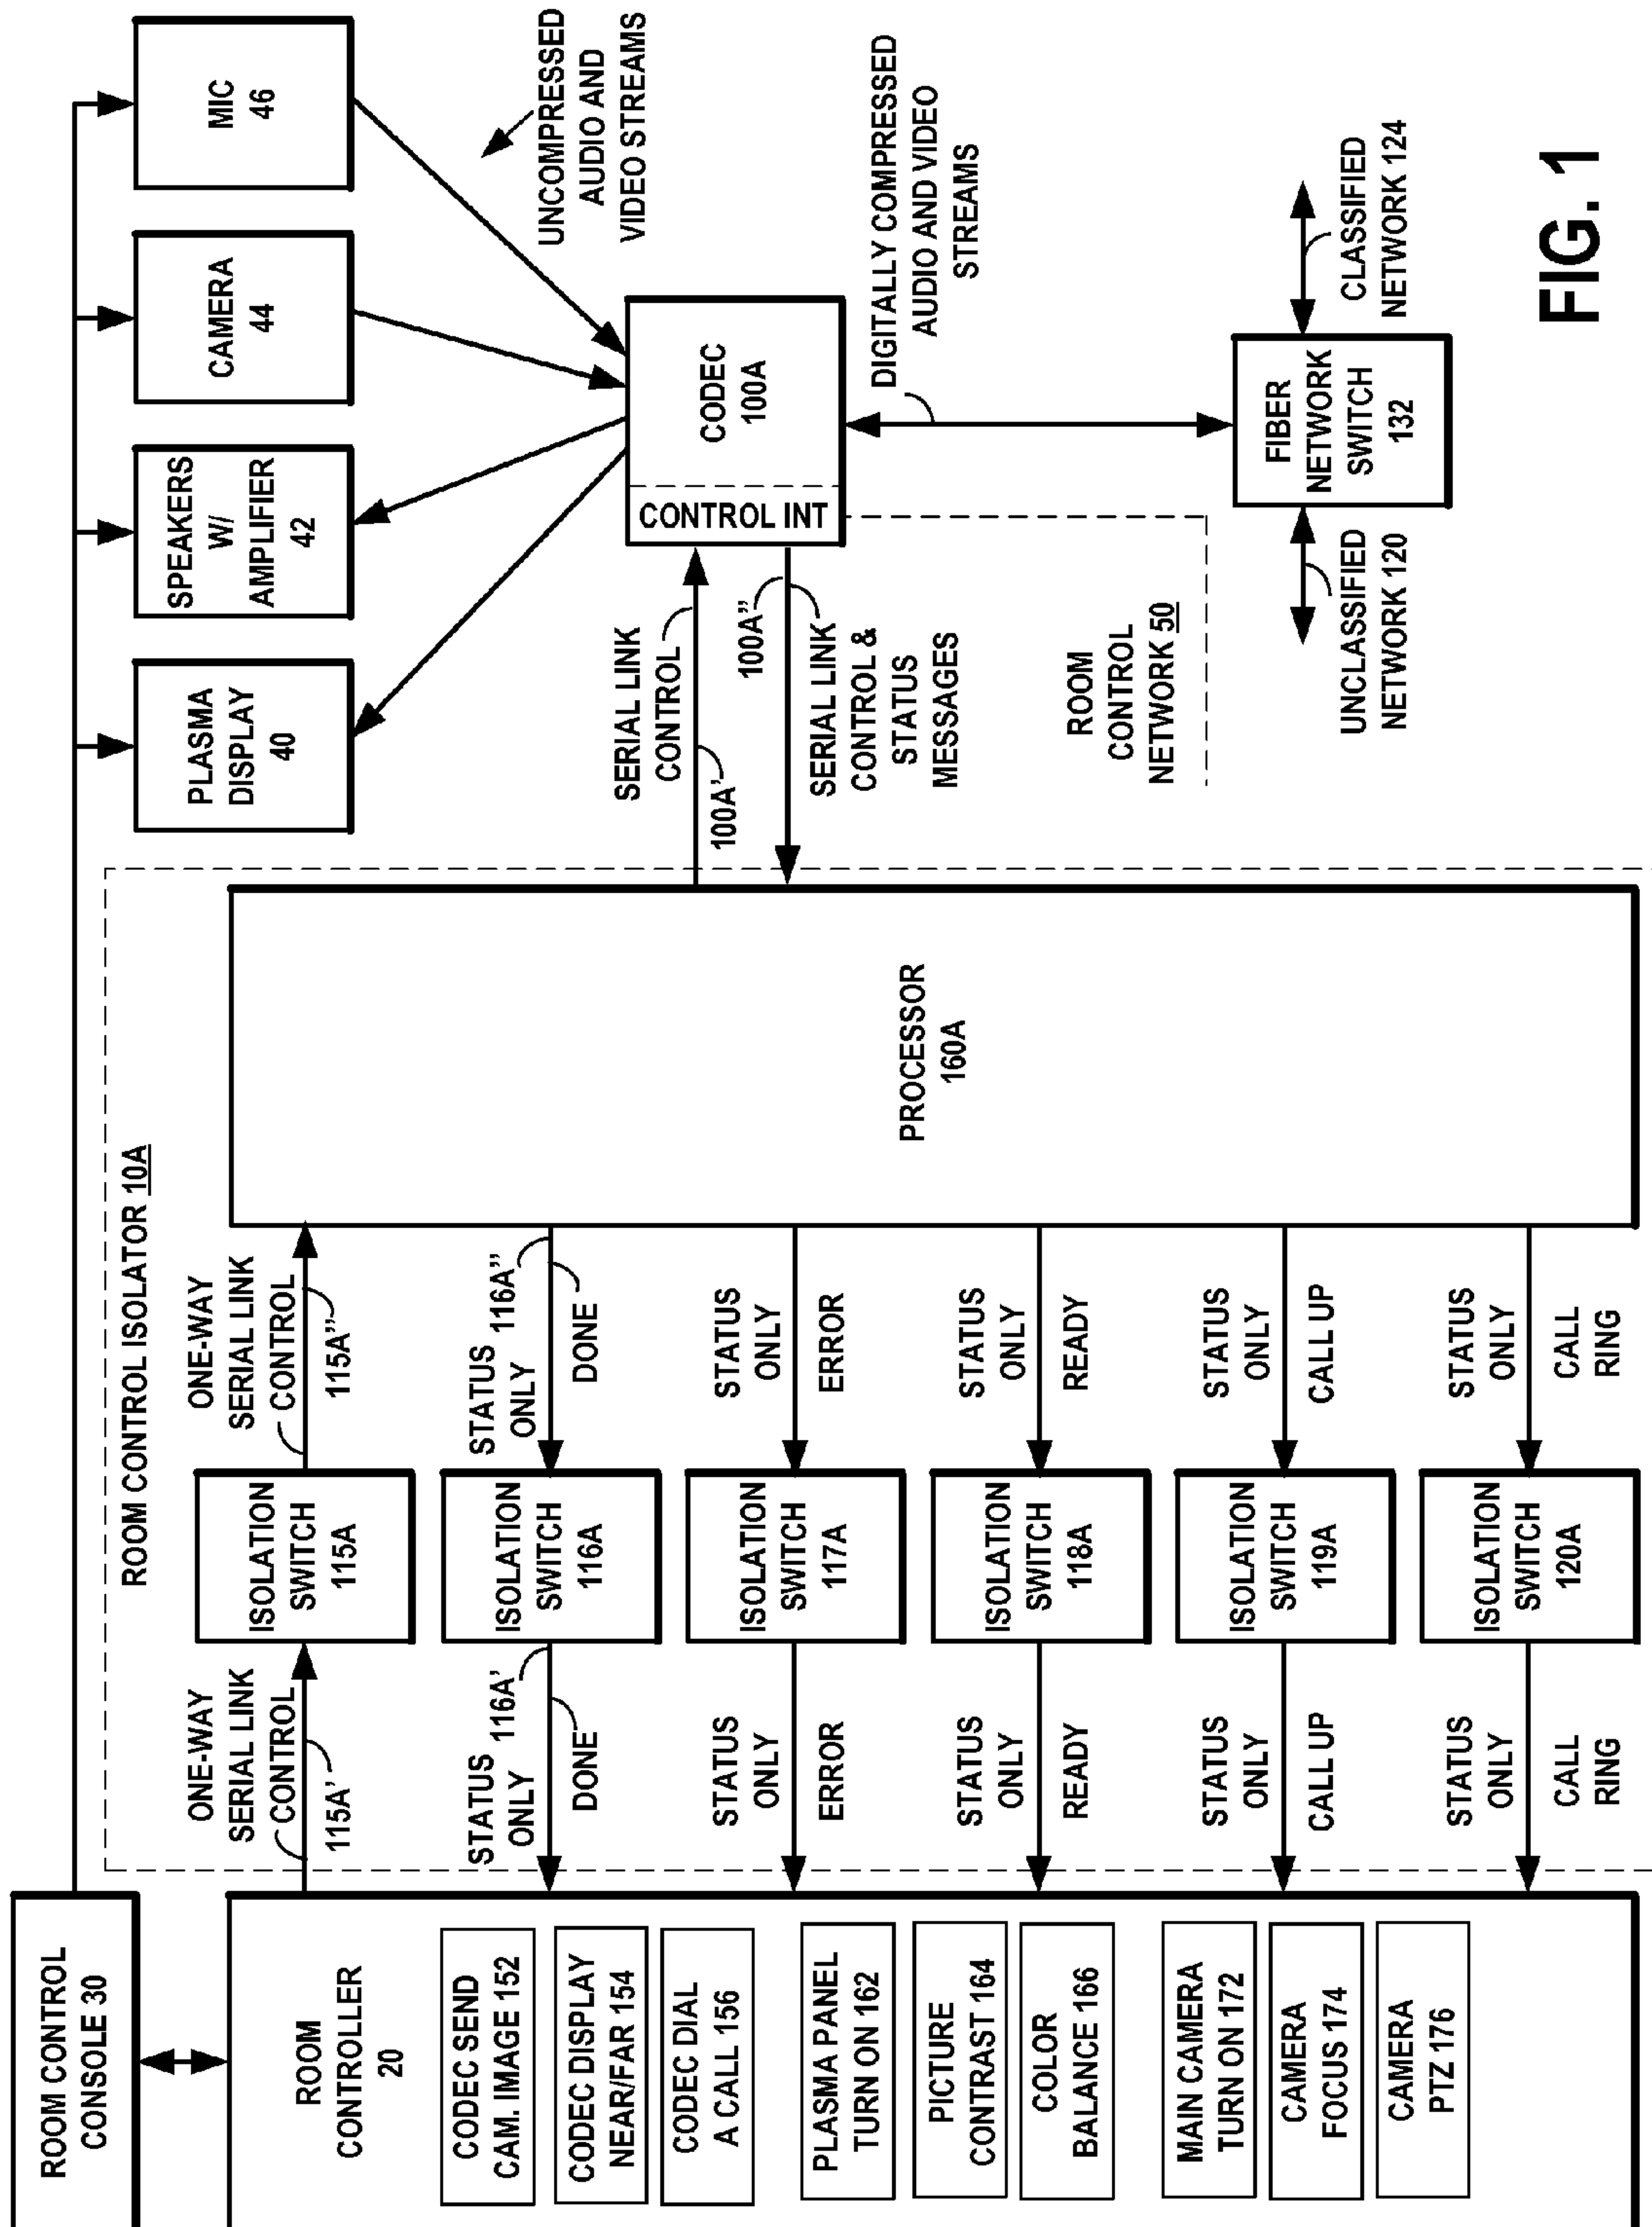 ROOM CONTROL
CONSOLE 30
ROOM
CONTROLLER
20
CODEC SEND
CAM. IMAGE 152
CODEC DISPLAY
NEAR/FAR 154
CODEC DIAL
A CALL 156
PLASMA PANEL
TURN ON 162
PICTURE
CONTRAST 164
COLOR
BALANCE 166
MAIN CAMERA
TURN ON 172
CAMERA
FOCUS 174
CAMERA
PTZ 176
ROOM CONTROL ISOLATOR 10A
ONE-WAY
SERIAL LINK
CONTROL
115A'
ISOLATION
SWITCH
115A
ONE-WAY
SERIAL LINK
CONTROL
115A"
STATUS
ONLY
116A'
DONE
ISOLATION
SWITCH
116A
STATUS
ONLY
116A"
DONE
STATUS
ONLY
ERROR
ISOLATION
SWITCH
117A
STATUS
ONLY
ERROR
STATUS
ONLY
READY
ISOLATION
SWITCH
118A
STATUS
ONLY
READY
STATUS
ONLY
CALL UP
ISOLATION
SWITCH
119A
STATUS
ONLY
CALL UP
STATUS
ONLY
CALL
RING
ISOLATION
SWITCH
120A
STATUS
ONLY
CALL
RING
PROCESSOR
160A
PLASMA
DISPLAY
40
SPEAKERS
W/
AMPLIFIER
42
CAMERA
44
MIC
46
UNCOMPRESSED
AUDIO AND
VIDEO STREAMS
SERIAL LINK
CONTROL
100A'
CONTROL INT
CODEC
100A
100A"
SERIAL LINK
CONTROL &
STATUS
MESSAGES
DIGITALLY COMPRESSED
AUDIO AND VIDEO
STREAMS
ROOM
CONTROL
NETWORK 50
FIBER
NETWORK
SWITCH
132
UNCLASSIFIED
NETWORK 120
CLASSIFIED
NETWORK 124
FIG. 1